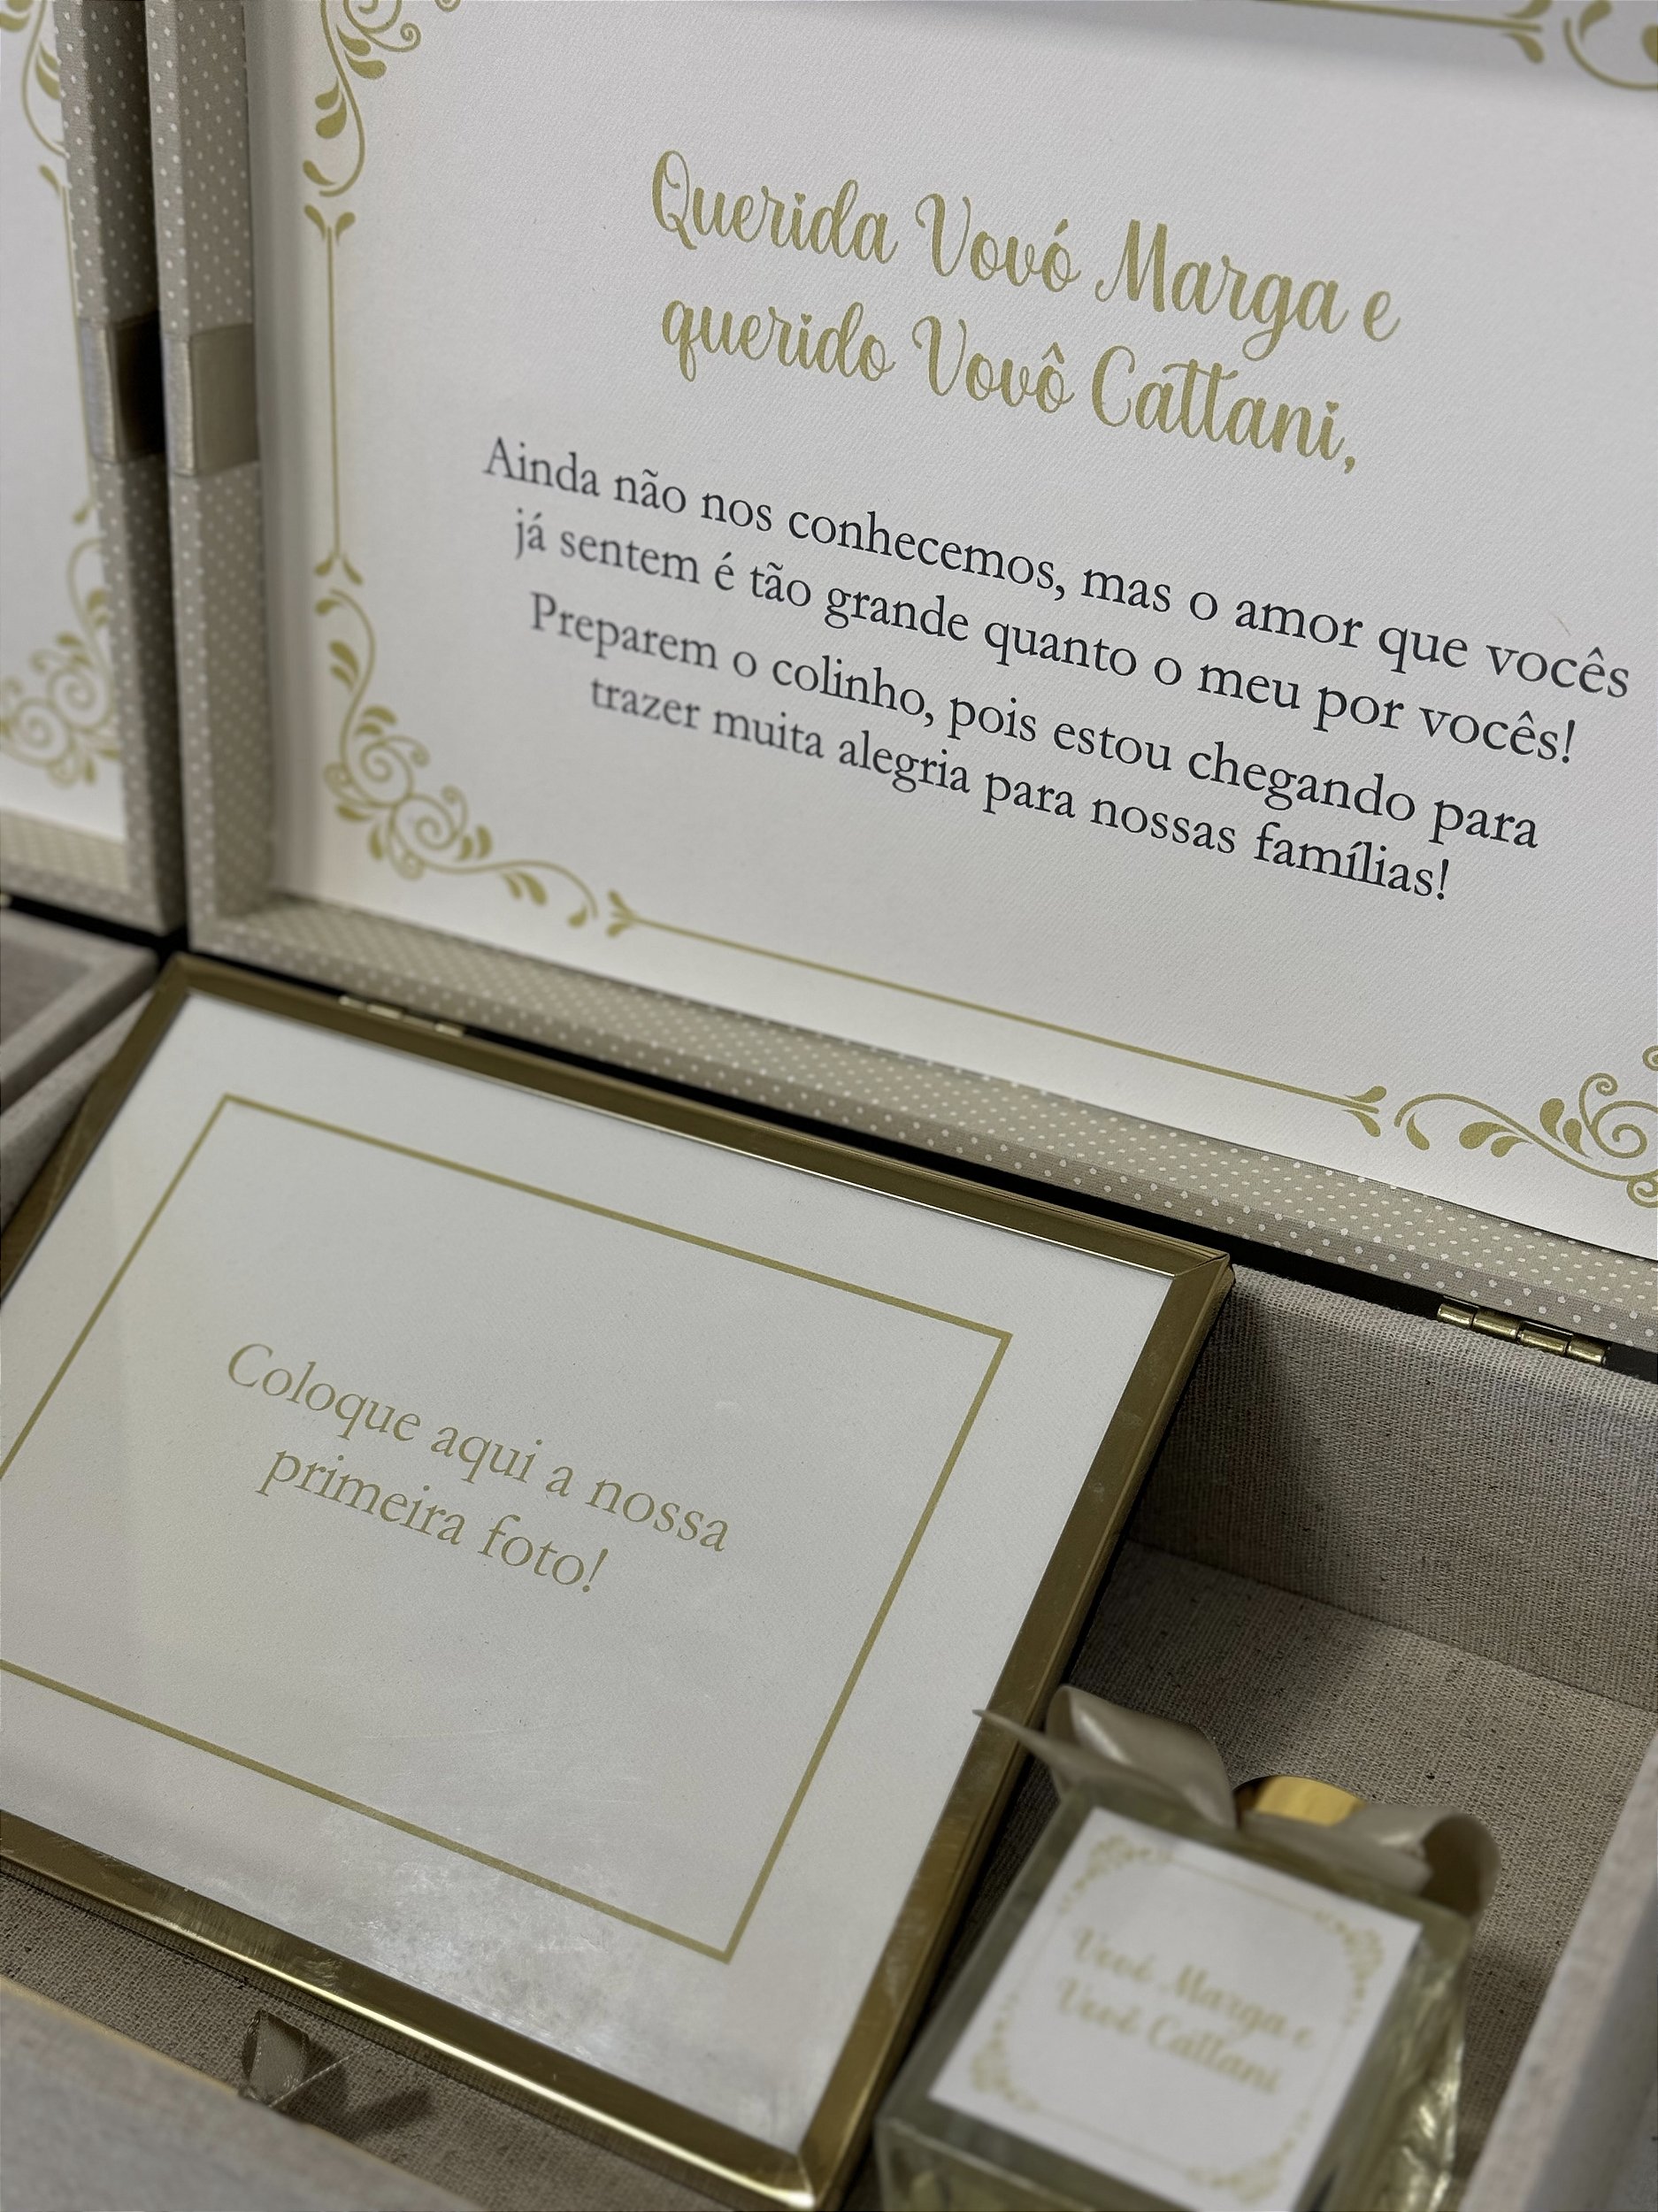 Querida Vovó Marga e
querido Vovô Cattani,
Ainda não nos conhecemos, mas o amor que vocês
já sentem é tão grande quanto o meu por vocês!
Preparem o colinho, pois estou chegando para
trazer muita alegria para nossas famílias!
Coloque aqui a nossa
primeira foto!
Vovó Marga e
Vovô Cattani